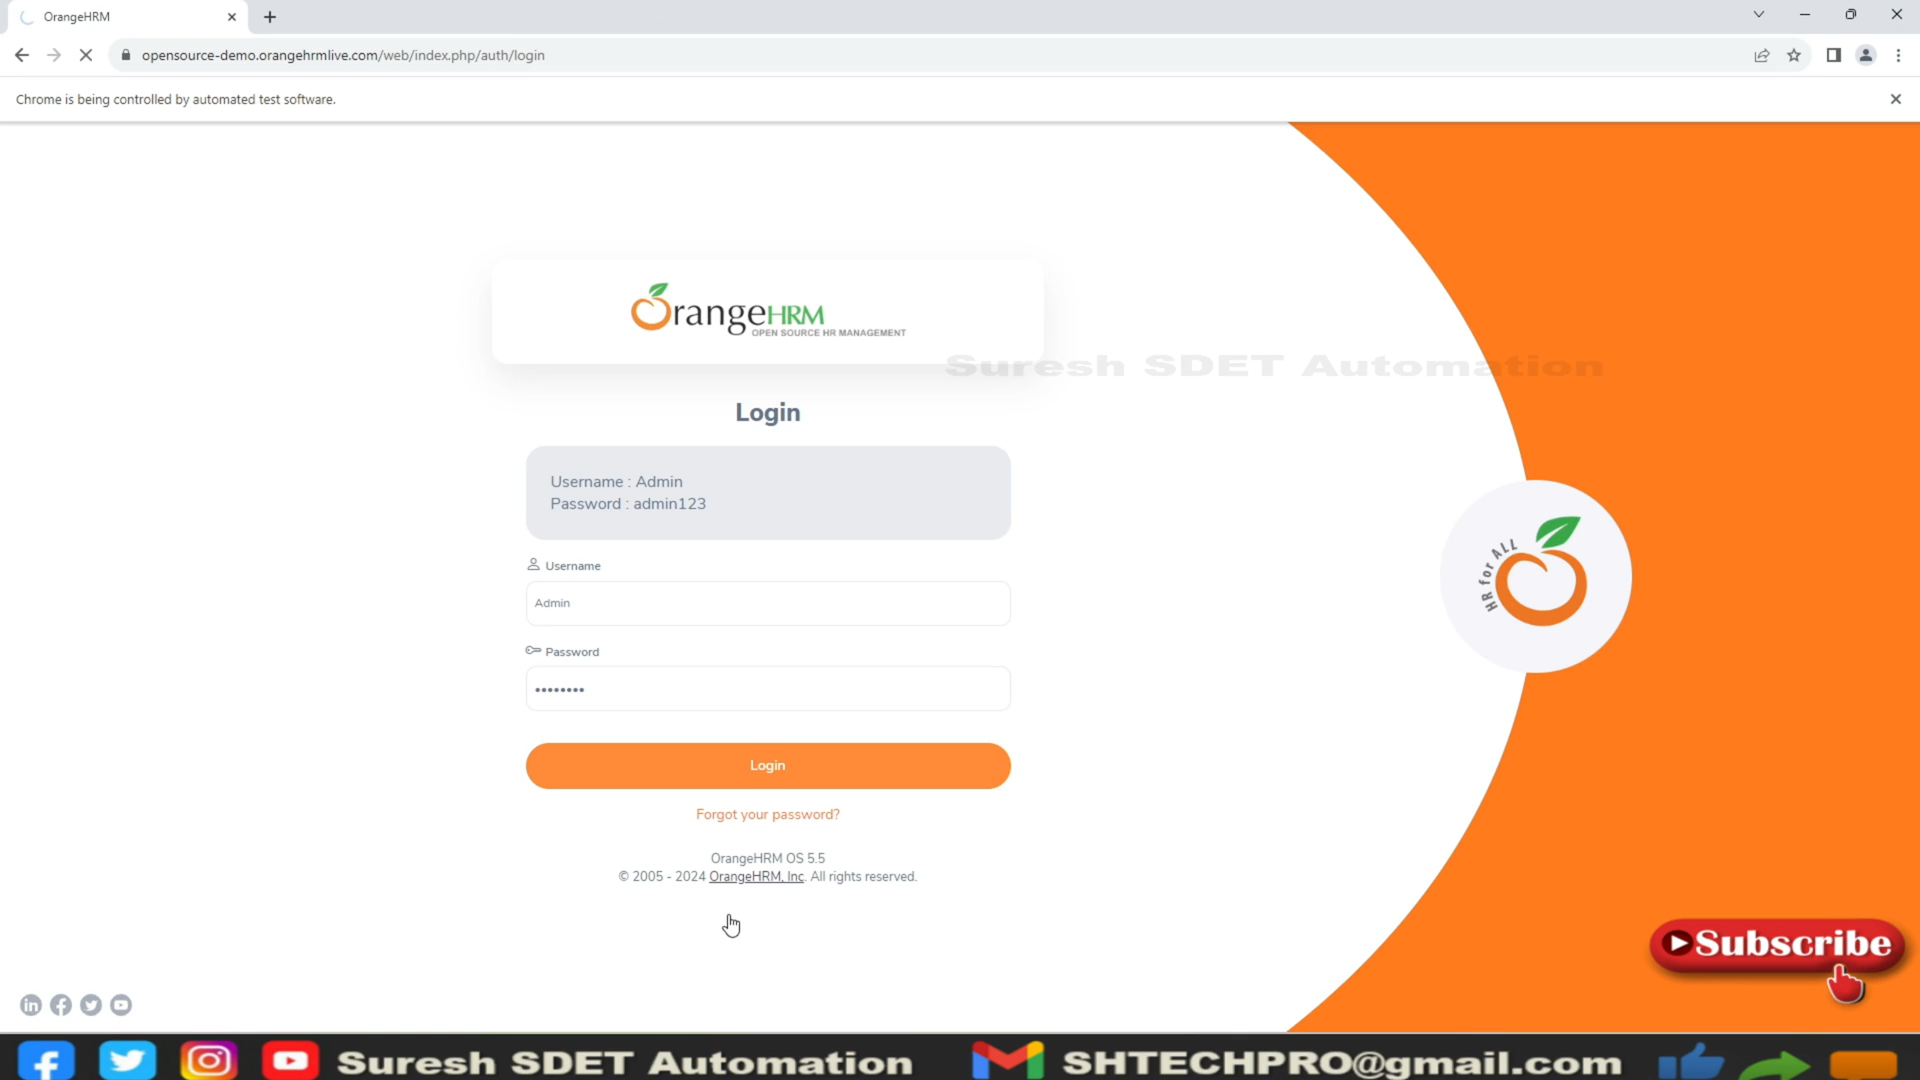 OrangeHRM
opensource-demo.orangehrmlive.com/web/index.php/auth/login
Chrome is being controlled by automated test software.
OrangeHRM
OPEN SOURCE HR MANAGEMENT
Suresh SDET Automation
Login
Username : Admin
Password : admin123
Username
Admin
HR for ALL
Password
••••••••
Login
Forgot your password?
OrangeHRM OS 5.5
© 2005 - 2024 OrangeHRM, Inc. All rights reserved.
Subscribe
Suresh SDET Automation SHTECHPRO@gmail.com